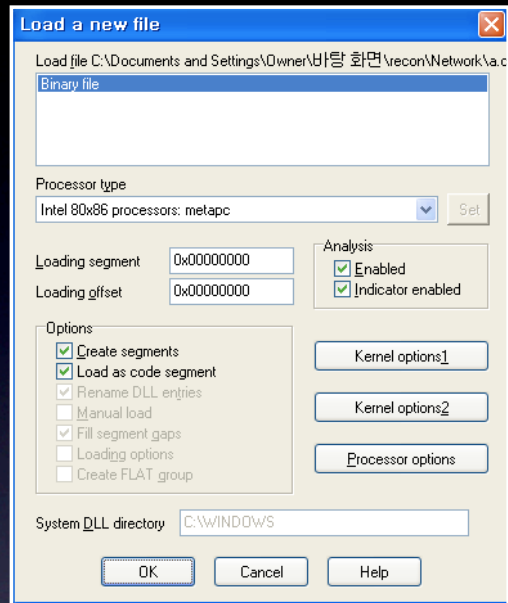 Load a new file
Load file C:\Documents and Settings\Owner\바탕 화면\recon\Network\a.c
Binary file
Processor type
Intel 80x86 processors: metapc
Set
Loading segment
0x00000000
Loading offset
0x00000000
Analysis
Enabled
Indicator enabled
Options
Create segments
Load as code segment
Rename DLL entries
Manual load
Fill segment gaps
Loading options
Create FLAT group
Kernel options1
Kernel options2
Processor options
System DLL directory
C:\WINDOWS
OK
Cancel
Help